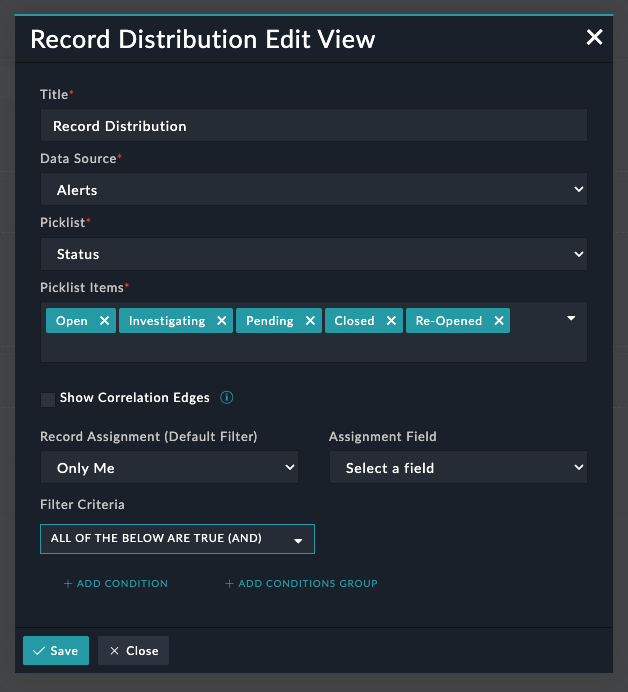 Record Distribution Edit View
Title*
Record Distribution
Data Source*
Alerts
Picklist*
Status
Picklist Items*
Open Investigating Pending Closed Re-Opened
Show Correlation Edges
Record Assignment (Default Filter) Assignment Field
Only Me Select a field
Filter Criteria
ALL OF THE BELOW ARE TRUE (AND)
+ ADD CONDITION + ADD CONDITIONS GROUP
Save Close